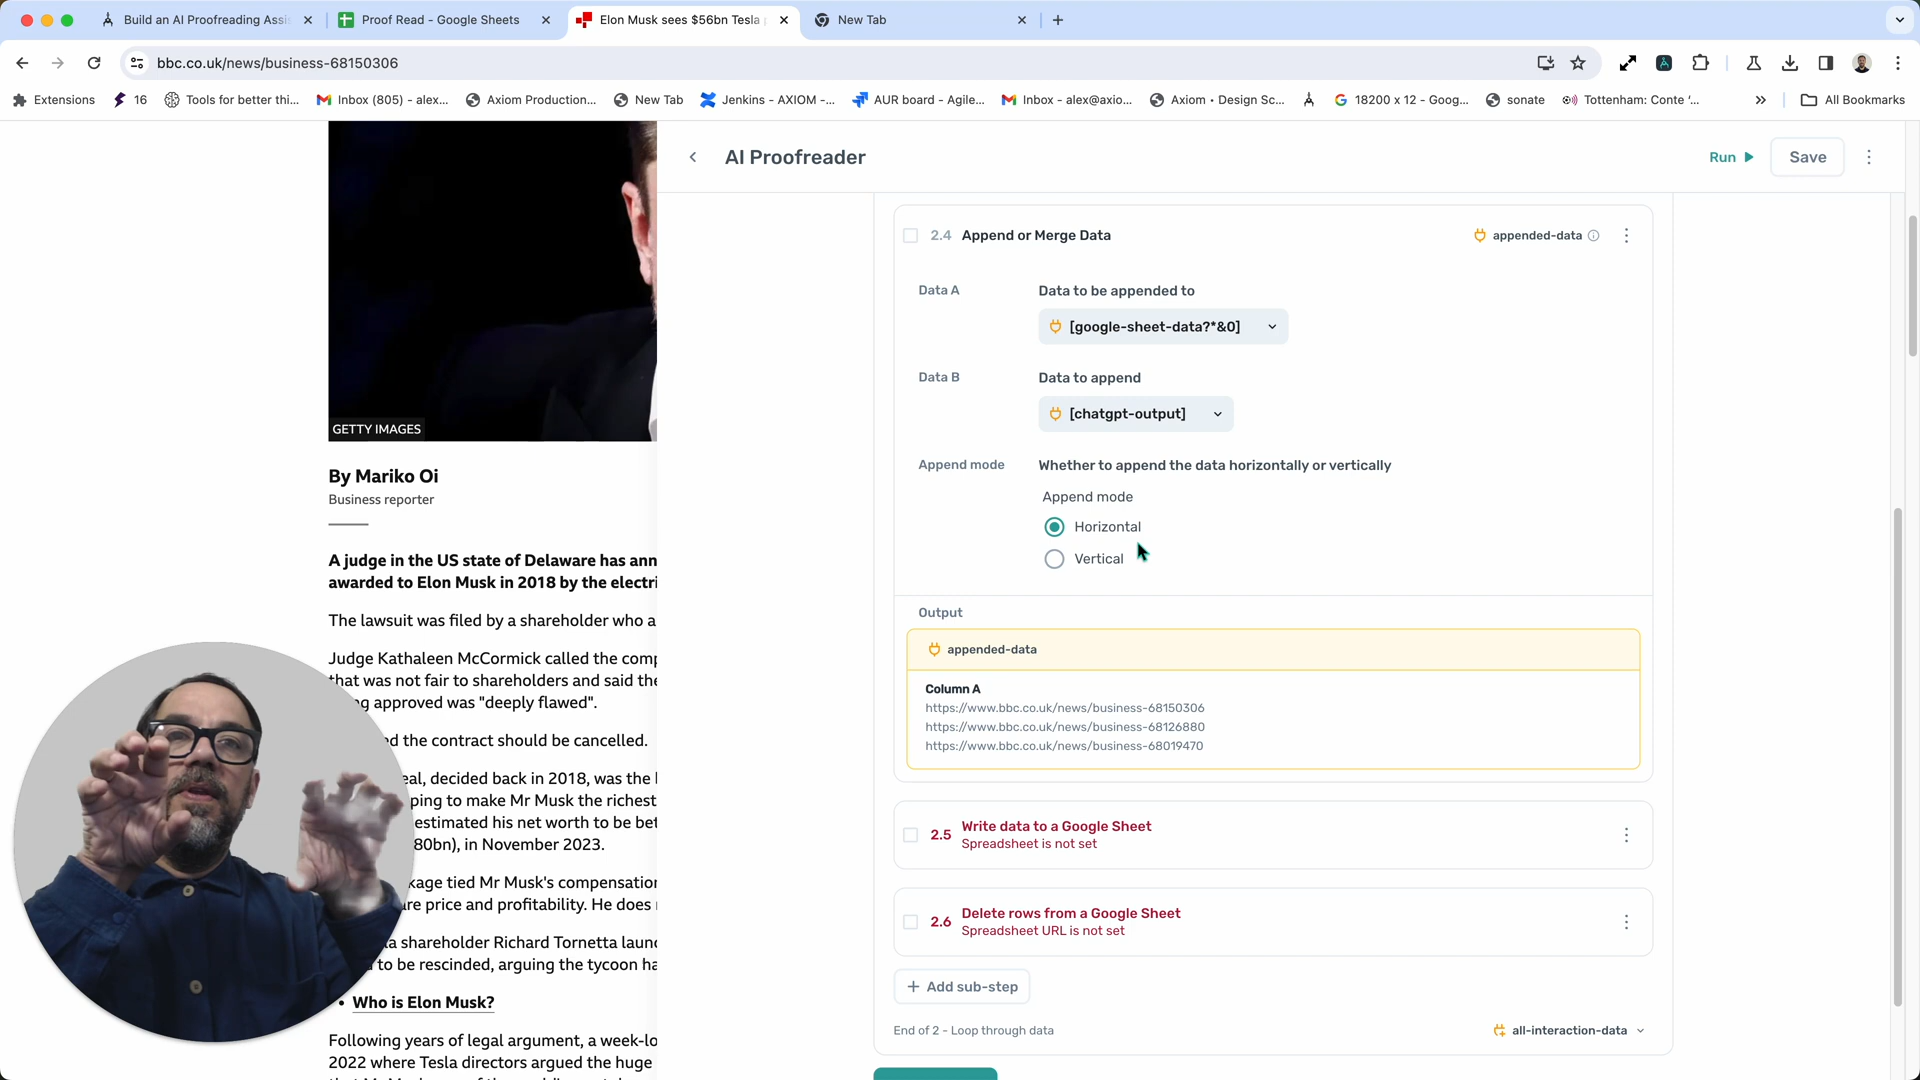 Build an AI Proofreading Assi
Proof Read - Google Sheets
Elon Musk sees $56bn Tesla p
New Tab
bbc.co.uk/news/business-68150306
Extensions
16
Tools for better thi...
Inbox (805) - alex...
Axiom Production...
New Tab
Jenkins - AXIOM -...
AUR board - Agile...
Inbox - alex@axio...
Axiom • Design Sc...
18200 x 12 - Goog...
sonate
Tottenham: Conte '...
All Bookmarks
AI Proofreader
Run
Save
2.4 Append or Merge Data
appended-data
Data A
Data to be appended to
[google-sheet-data?*&0]
Data B
Data to append
[chatgpt-output]
Append mode
Whether to append the data horizontally or vertically
Append mode
Horizontal
Vertical
Output
appended-data
Column A
https://www.bbc.co.uk/news/business-68150306
https://www.bbc.co.uk/news/business-68126880
https://www.bbc.co.uk/news/business-68019470
2.5 Write data to a Google Sheet
Spreadsheet is not set
2.6 Delete rows from a Google Sheet
Spreadsheet URL is not set
+ Add sub-step
End of 2 - Loop through data
all-interaction-data
GETTY IMAGES
By Mariko Oi
Business reporter
A judge in the US state of Delaware has ann
awarded to Elon Musk in 2018 by the electri
The lawsuit was filed by a shareholder who a
Judge Kathaleen McCormick called the comp
that was not fair to shareholders and said the
ng approved was "deeply flawed".
d the contract should be cancelled.
eal, decided back in 2018, was the l
ping to make Mr Musk the richest
estimated his net worth to be bet
80bn), in November 2023.
kage tied Mr Musk's compensation
re price and profitability. He does
a shareholder Richard Tornetta laun
to be rescinded, arguing the tycoon ha
• Who is Elon Musk?
Following years of legal argument, a week-lo
2022 where Tesla directors argued the huge